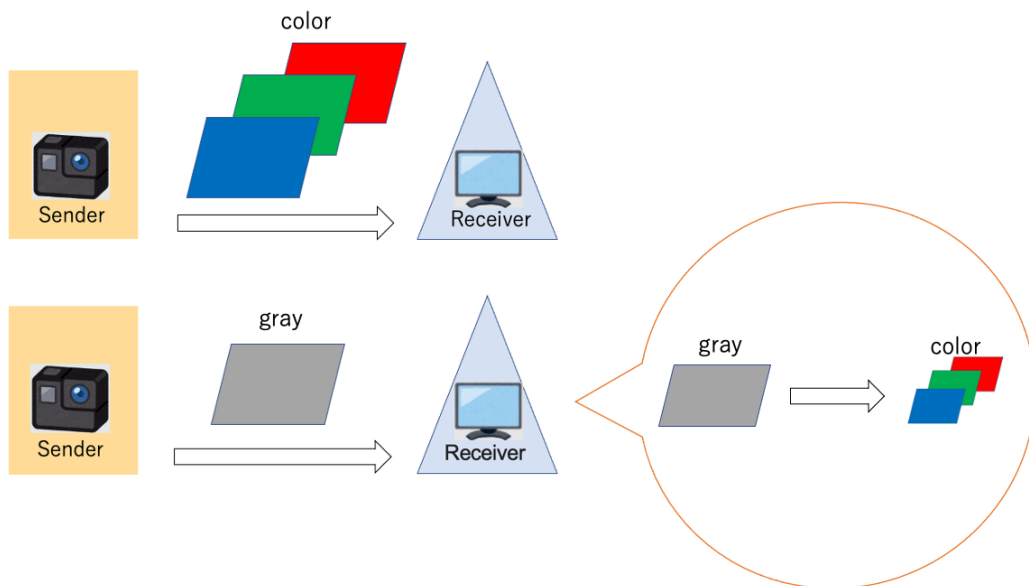 color
Sender
Receiver
gray
gray
color
Sender
Receiver